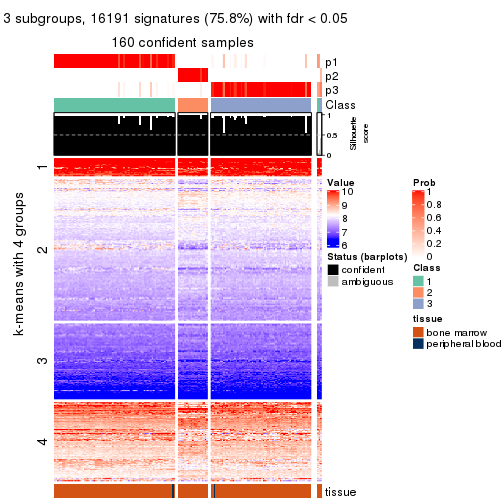 3 subgroups, 16191 signatures (75.8%) with fdr < 0.05
160 confident samples
p1
p2
p3
Class
1
0.5
0
Silhouette
score
k-means with 4 groups
1
2
3
4
tissue
Value
10
9
8
7
6
Status (barplots)
confident
ambiguous
Prob
1
0.8
0.6
0.4
0.2
0
Class
1
2
3
tissue
bone marrow
peripheral blood